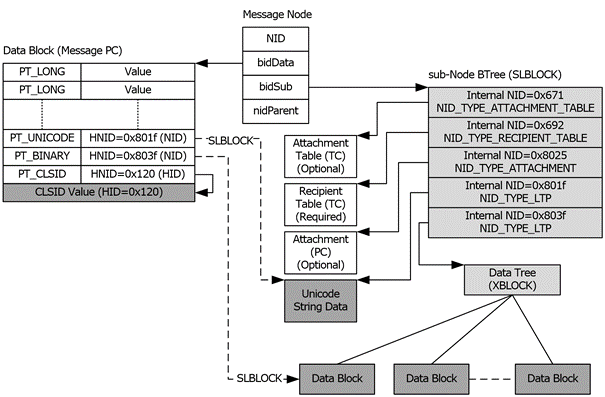 Message Node
NID
bidData
bidSub
nidParent
Data Block (Message PC)
PT_LONG Value
PT_LONG Value
PT_UNICODE HNID=0x801f (NID)
PT_BINARY HNID=0x803f (NID)
PT_CLSID HNID=0x120 (HID)
CLSID Value (HID=0x120)
SLBLOCK
SLBLOCK
sub-Node BTree (SLBLOCK)
Internal NID=0x671
NID_TYPE_ATTACHMENT_TABLE
Internal NID=0x692
NID_TYPE_RECIPIENT_TABLE
Internal NID=0x8025
NID_TYPE_ATTACHMENT
Internal NID=0x801f
NID_TYPE_LTP
Internal NID=0x803f
NID_TYPE_LTP
Attachment
Table (TC)
(Optional)
Recipient
Table (TC)
(Required)
Attachment
(PC)
(Optional)
Unicode
String Data
Data Tree
(XBLOCK)
Data Block
Data Block
Data Block